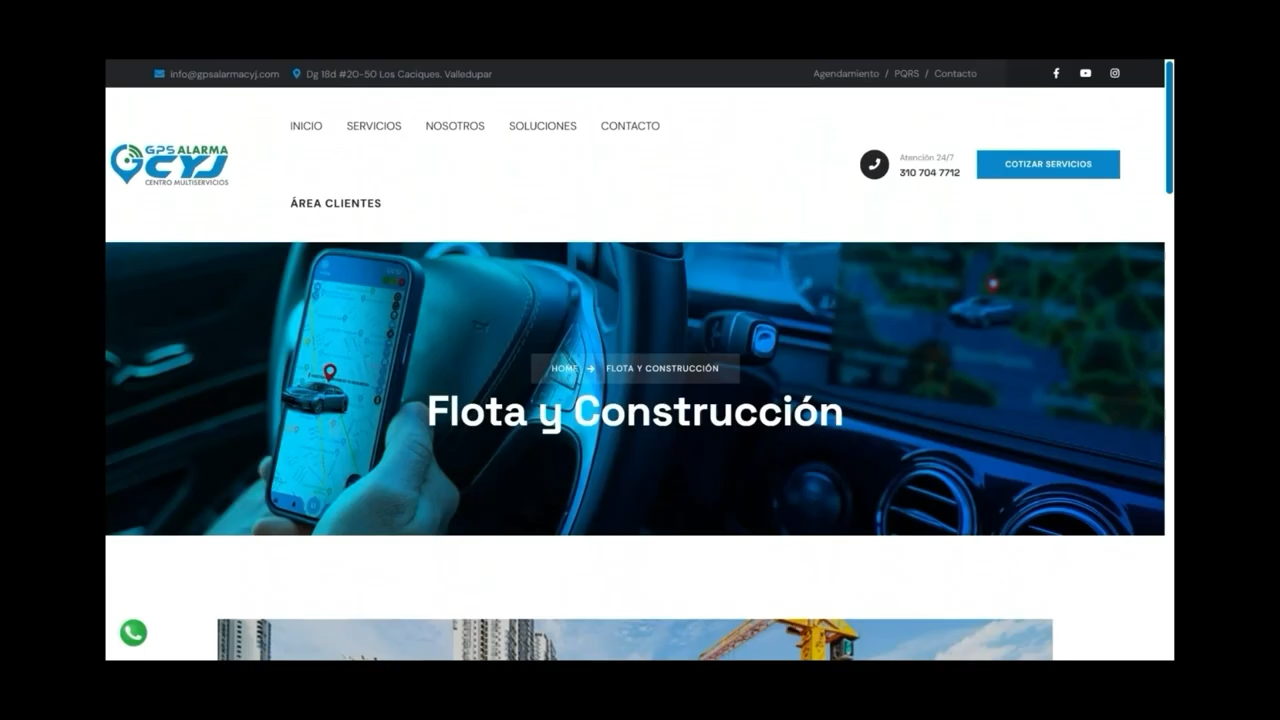 info@gpsalarmacyj.com Dg 18d #20-50 Los Caciques. Valledupar Agendamiento / PQRS / Contacto
INICIO SERVICIOS NOSOTROS SOLUCIONES CONTACTO
GPS ALARMA
CYJ
CENTRO MULTISERVICIOS
Atención 24/7
310 704 7712
COTIZAR SERVICIOS
ÁREA CLIENTES
HOME FLOTA Y CONSTRUCCIÓN
Flota y Construcción